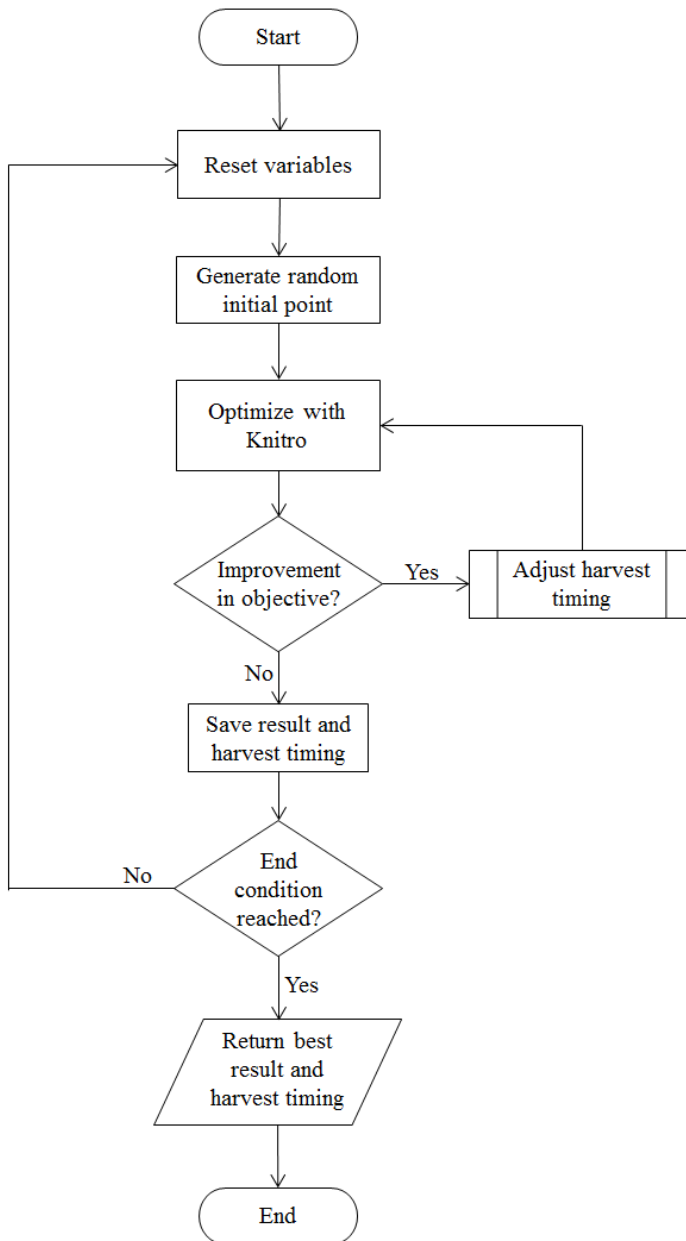 Start
Reset variables
Generate random
initial point
Optimize with
Knitro
Improvement
in objective?
Yes
Adjust harvest
timing
No
Save result and
harvest timing
End
condition
reached?
No
Yes
Return best
result and
harvest timing
End